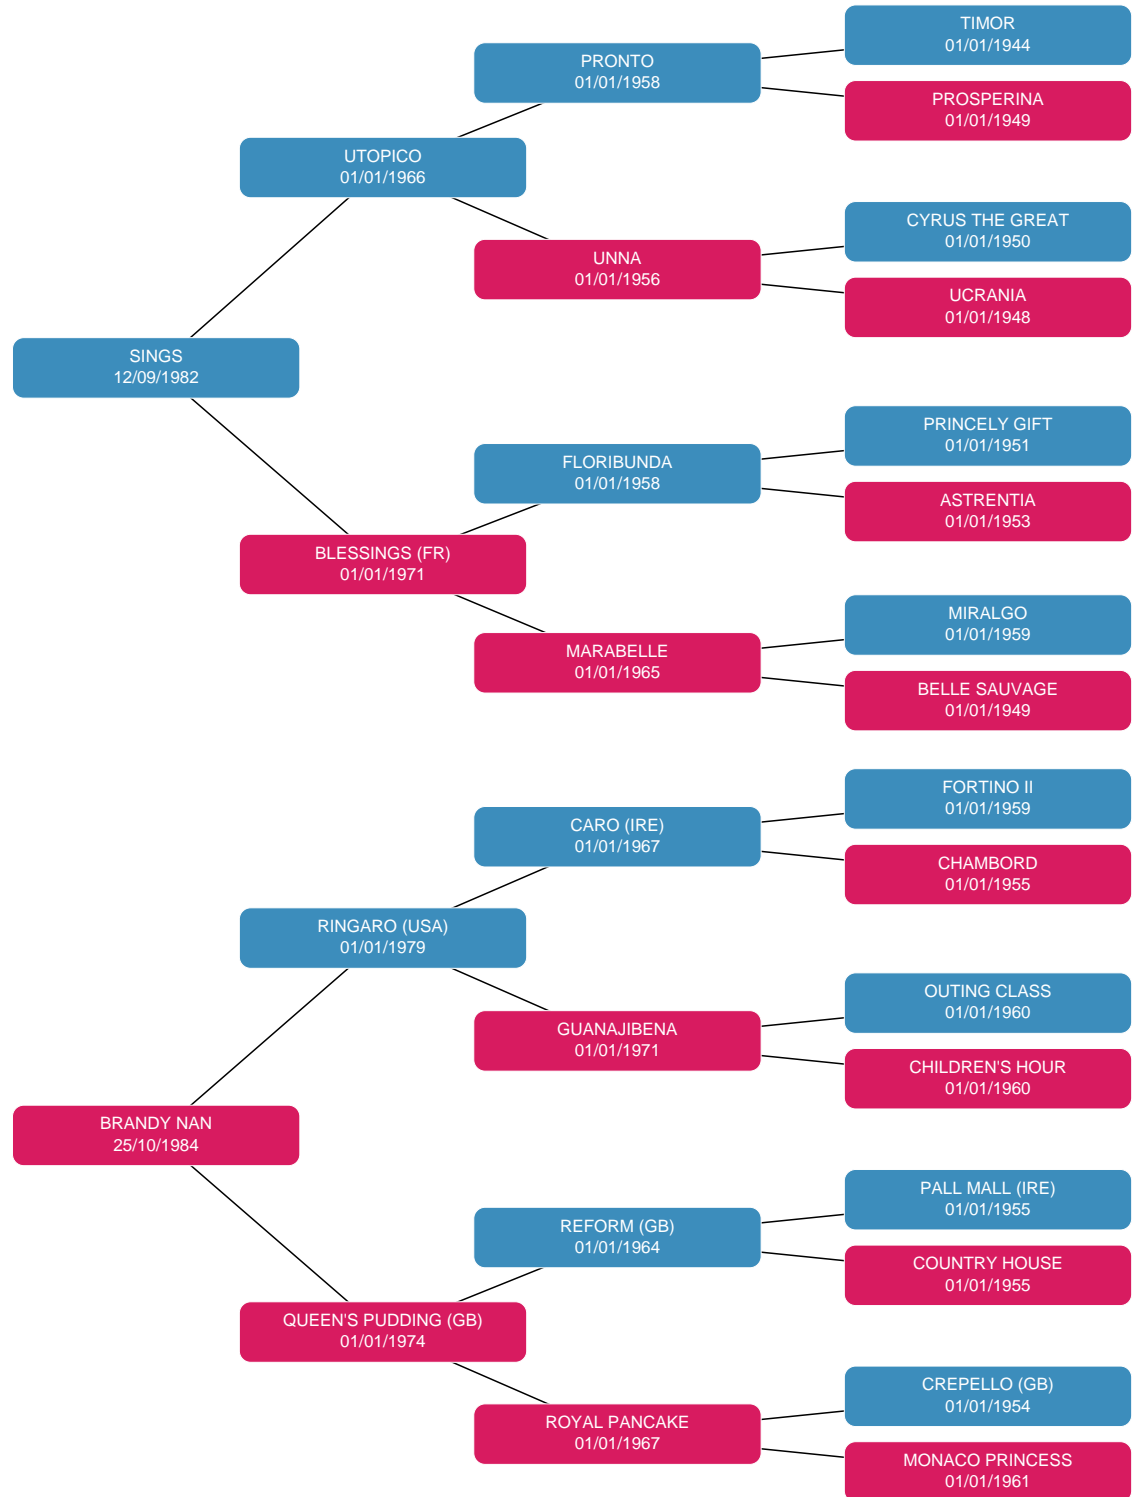 TIMOR
01/01/1944
PRONTO
01/01/1958
PROSPERINA
01/01/1949
UTOPICO
01/01/1966
CYRUS THE GREAT
01/01/1950
UNNA
01/01/1956
UCRANIA
01/01/1948
SINGS
12/09/1982
PRINCELY GIFT
01/01/1951
FLORIBUNDA
01/01/1958
ASTRENTIA
01/01/1953
BLESSINGS (FR)
01/01/1971
MIRALGO
01/01/1959
MARABELLE
01/01/1965
BELLE SAUVAGE
01/01/1949
FORTINO II
01/01/1959
CARO (IRE)
01/01/1967
CHAMBORD
01/01/1955
RINGARO (USA)
01/01/1979
OUTING CLASS
01/01/1960
GUANAJIBENA
01/01/1971
CHILDREN'S HOUR
01/01/1960
BRANDY NAN
25/10/1984
PALL MALL (IRE)
01/01/1955
REFORM (GB)
01/01/1964
COUNTRY HOUSE
01/01/1955
QUEEN'S PUDDING (GB)
01/01/1974
CREPELLO (GB)
01/01/1954
ROYAL PANCAKE
01/01/1967
MONACO PRINCESS
01/01/1961